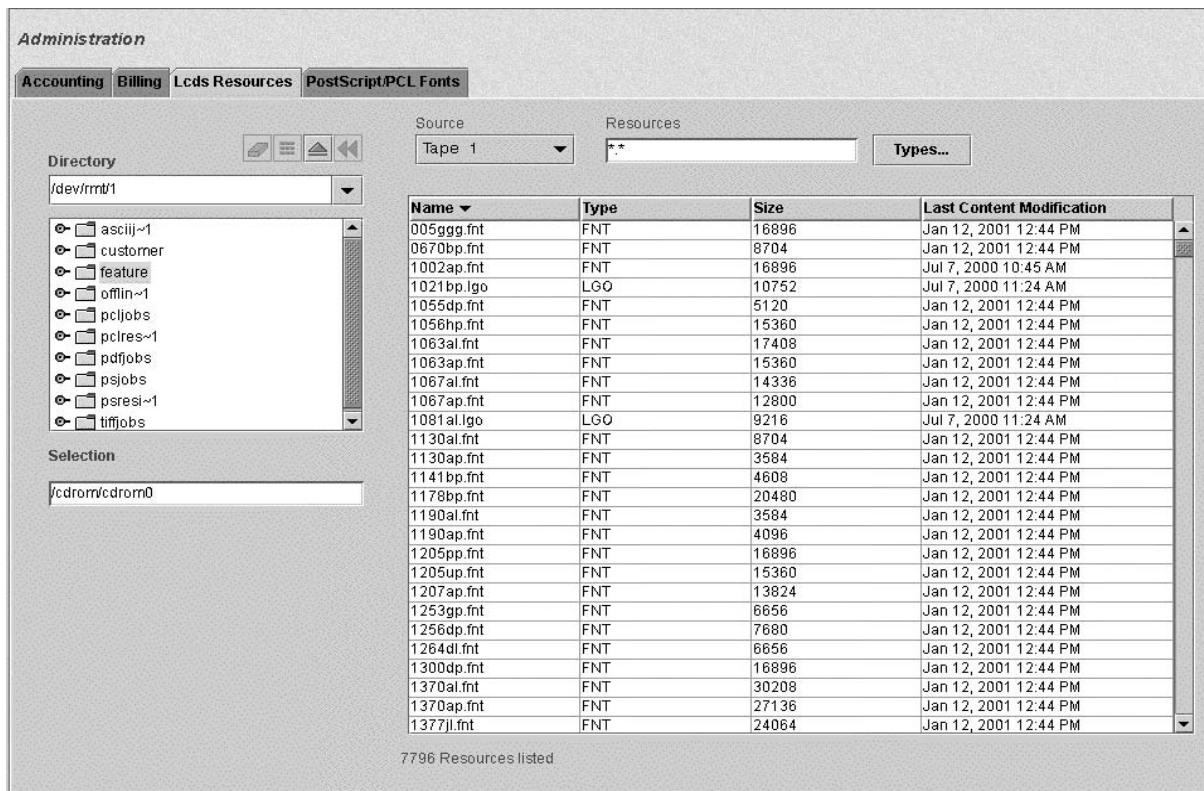 Administration
Accounting Billing Lcds Resources PostScript/PCL Fonts
Source Resources
Tape 1 *.* Types...
Directory
/dev/rmt/1
asciij~1
customer
feature
offlin~1
pcljobs
pclres~1
pdfjobs
psjobs
psresi~1
tiffjobs
Selection
/cdrom/cdrom0
Name Type Size Last Content Modification
005ggg.fnt FNT 16896 Jan 12, 2001 12:44 PM
0670bp.fnt FNT 8704 Jan 12, 2001 12:44 PM
1002ap.fnt FNT 16896 Jul 7, 2000 10:45 AM
1021bp.lgo LGO 10752 Jul 7, 2000 11:24 AM
1055dp.fnt FNT 5120 Jan 12, 2001 12:44 PM
1056hp.fnt FNT 15360 Jan 12, 2001 12:44 PM
1063al.fnt FNT 17408 Jan 12, 2001 12:44 PM
1063ap.fnt FNT 15360 Jan 12, 2001 12:44 PM
1067al.fnt FNT 14336 Jan 12, 2001 12:44 PM
1067ap.fnt FNT 12800 Jan 12, 2001 12:44 PM
1081al.lgo LGO 9216 Jul 7, 2000 11:24 AM
1130al.fnt FNT 8704 Jan 12, 2001 12:44 PM
1130ap.fnt FNT 3584 Jan 12, 2001 12:44 PM
1141bp.fnt FNT 4608 Jan 12, 2001 12:44 PM
1178bp.fnt FNT 20480 Jan 12, 2001 12:44 PM
1190al.fnt FNT 3584 Jan 12, 2001 12:44 PM
1190ap.fnt FNT 4096 Jan 12, 2001 12:44 PM
1205pp.fnt FNT 16896 Jan 12, 2001 12:44 PM
1205up.fnt FNT 15360 Jan 12, 2001 12:44 PM
1207ap.fnt FNT 13824 Jan 12, 2001 12:44 PM
1253gp.fnt FNT 6656 Jan 12, 2001 12:44 PM
1256dp.fnt FNT 7680 Jan 12, 2001 12:44 PM
1264dl.fnt FNT 6656 Jan 12, 2001 12:44 PM
1300dp.fnt FNT 16896 Jan 12, 2001 12:44 PM
1370al.fnt FNT 30208 Jan 12, 2001 12:44 PM
1370ap.fnt FNT 27136 Jan 12, 2001 12:44 PM
1377jl.fnt FNT 24064 Jan 12, 2001 12:44 PM
7796 Resources listed